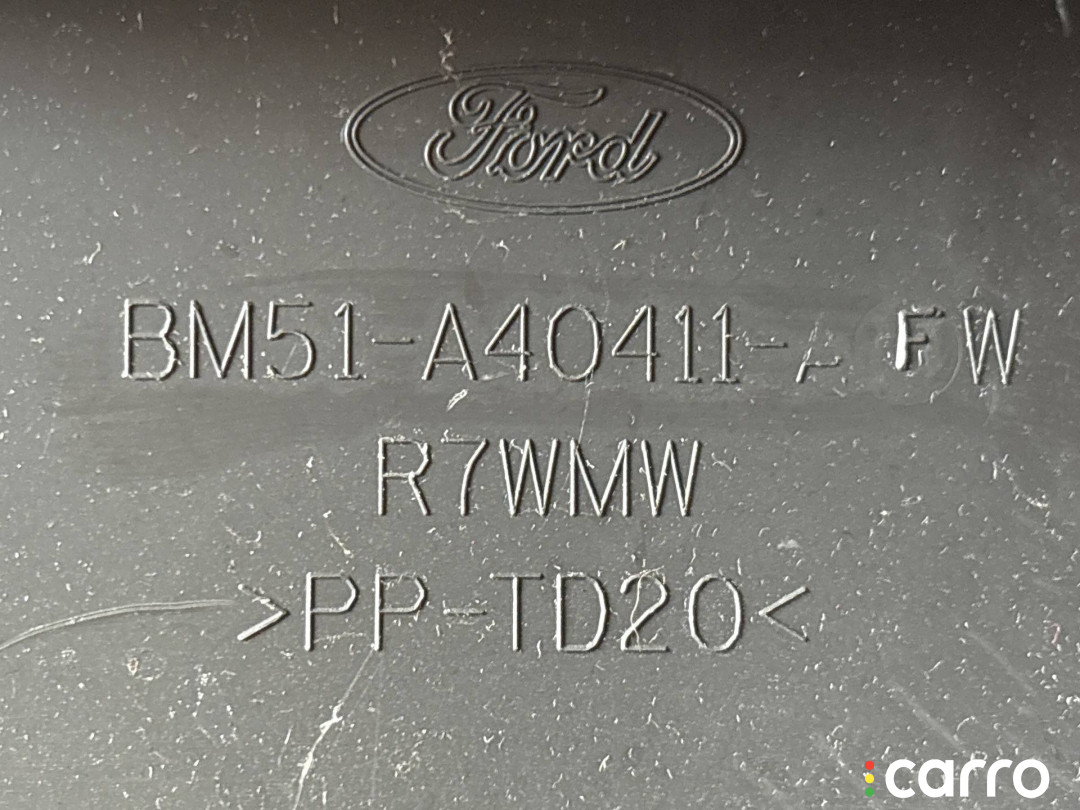 Ford
BM51-A40411-A FW
R7WMW
>PP-TD20<
carro